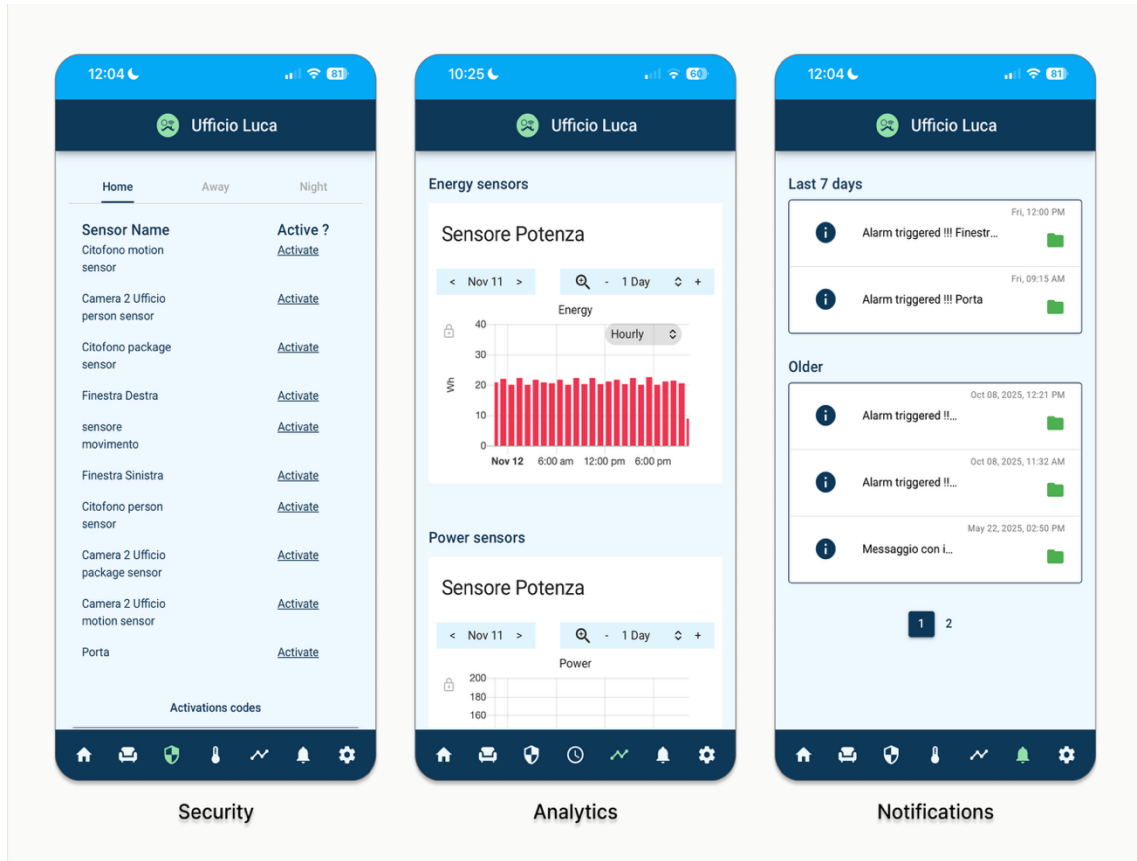 12:04
81
Ufficio Luca
Home Away Night
Sensor Name Active ?
Citofono motion Activate
sensor
Camera 2 Ufficio Activate
person sensor
Citofono package Activate
sensor
Finestra Destra Activate
sensore Activate
movimento
Finestra Sinistra Activate
Citofono person Activate
sensor
Camera 2 Ufficio Activate
package sensor
Camera 2 Ufficio Activate
motion sensor
Porta Activate
Activations codes
Security
10:25
60
Ufficio Luca
Energy sensors
Sensore Potenza
< Nov 11 > - 1 Day +
Energy
Hourly
40
30
20
10
0
Wh
Nov 12 6:00 am 12:00 pm 6:00 pm
Power sensors
Sensore Potenza
< Nov 11 > - 1 Day +
Power
200
180
160
Analytics
12:04
81
Ufficio Luca
Last 7 days
Fri, 12:00 PM
Alarm triggered !!! Finestr...
Fri, 09:15 AM
Alarm triggered !!! Porta
Older
Oct 08, 2025, 12:21 PM
Alarm triggered !!...
Oct 08, 2025, 11:32 AM
Alarm triggered !!...
May 22, 2025, 02:50 PM
Messaggio con i...
1 2
Notifications